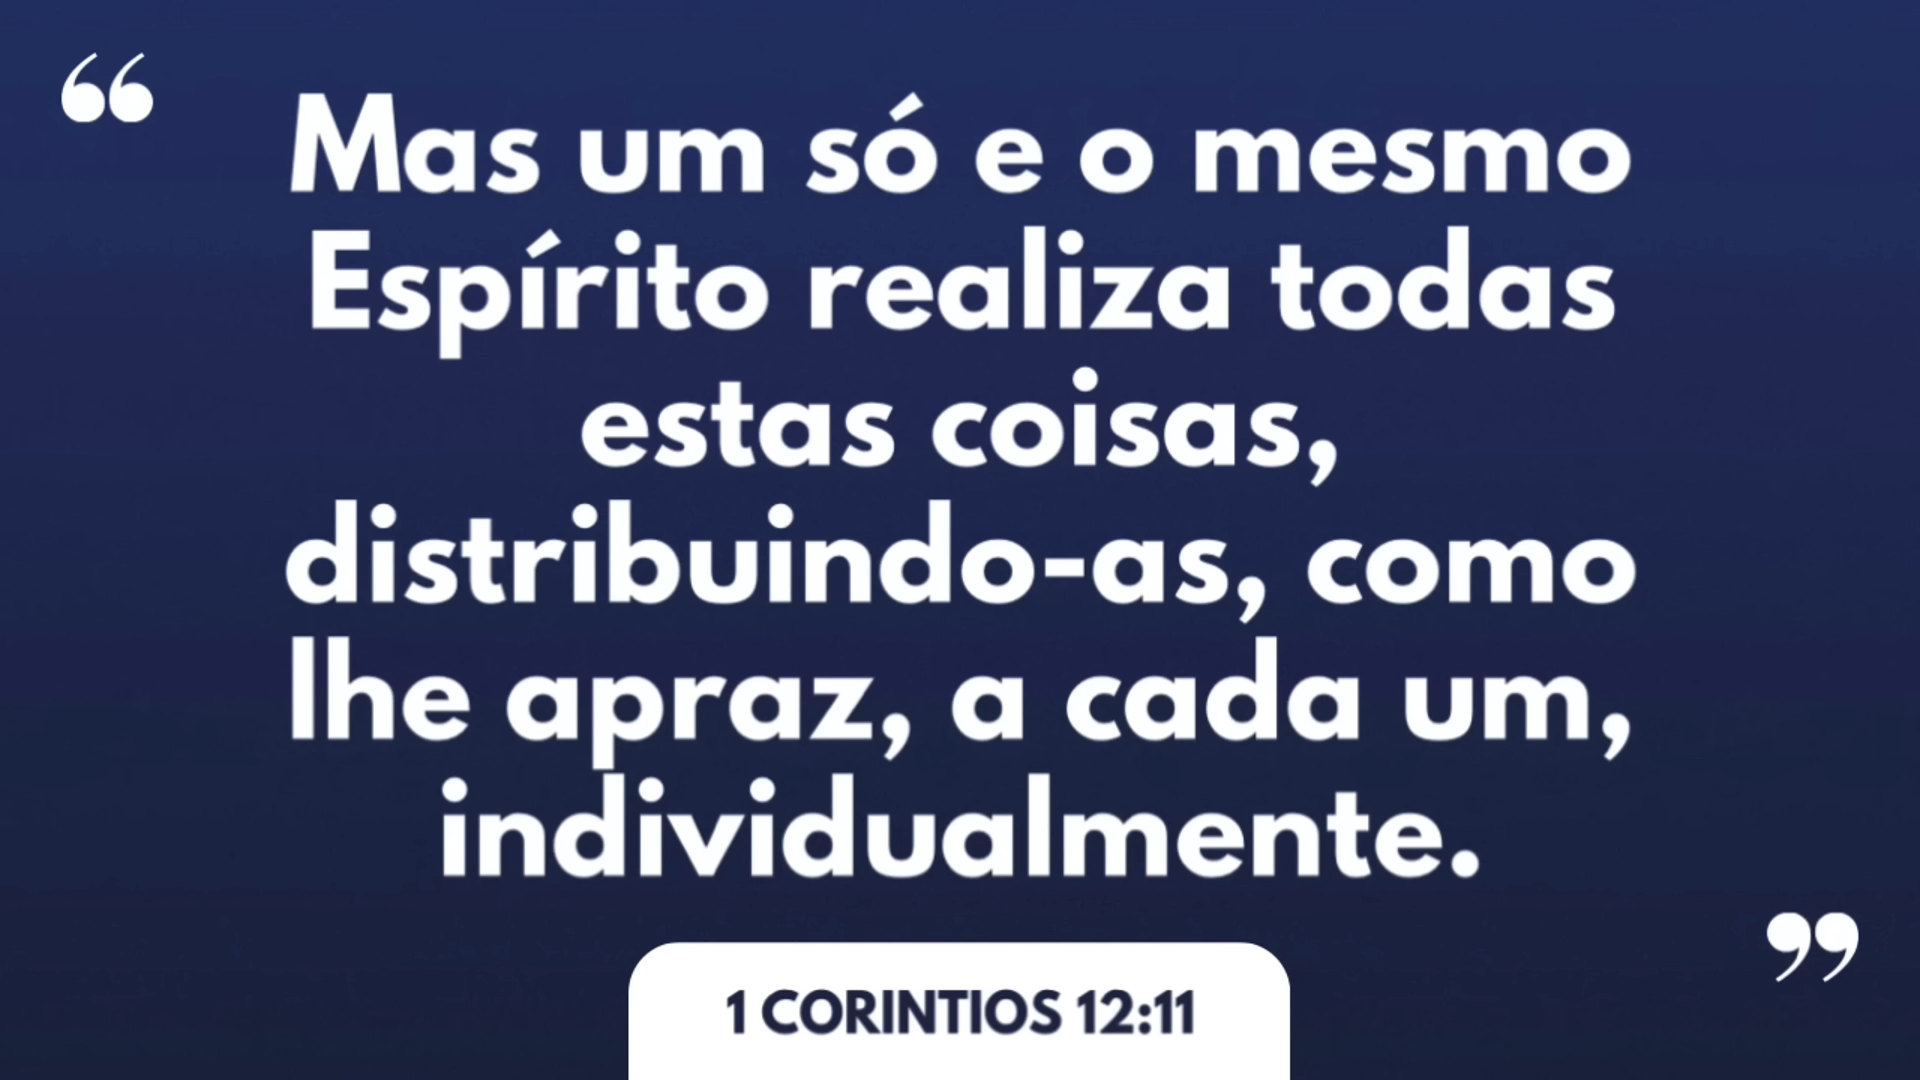 “
Mas um só e o mesmo
Espírito realiza todas
estas coisas,
distribuindo-as, como
lhe apraz, a cada um,
individualmente.
”
1 CORINTIOS 12:11